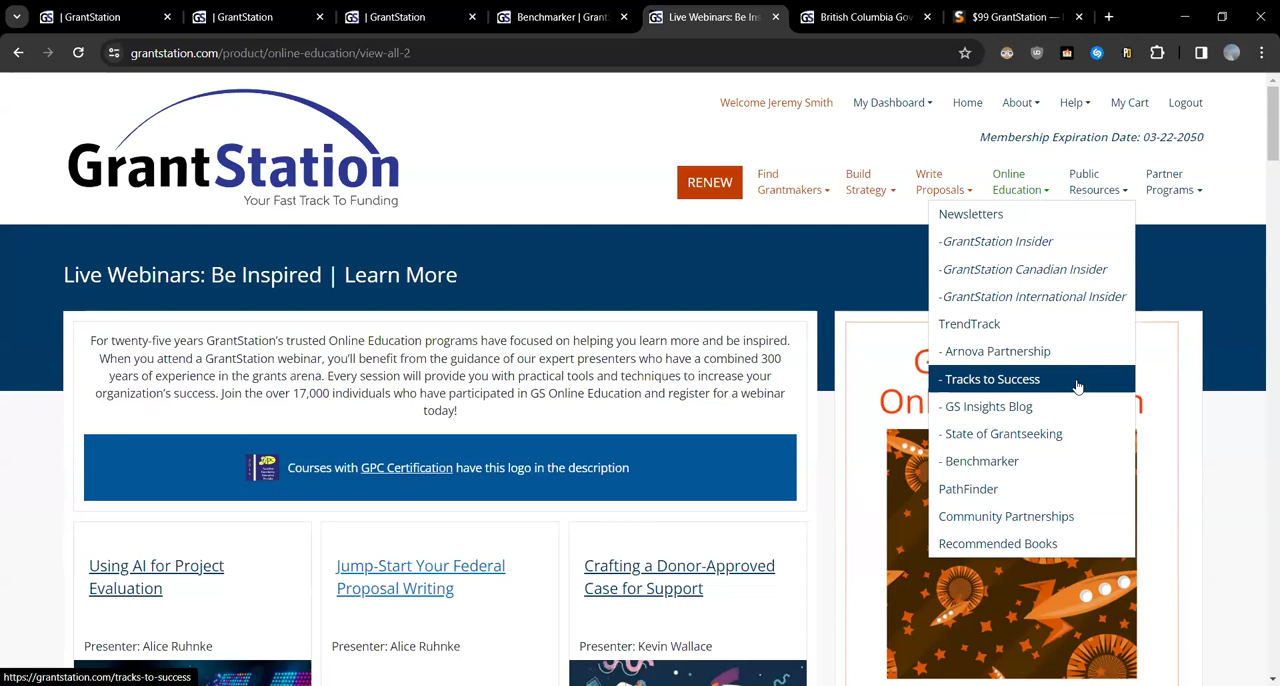 | GrantStation
| GrantStation
| GrantStation
Benchmarker | Grant
Live Webinars: Be Ins
British Columbia Gov
$99 GrantStation —
grantstation.com/product/online-education/view-all-2
Welcome Jeremy Smith
My Dashboard
Home
About
Help
My Cart
Logout
Membership Expiration Date: 03-22-2050
GrantStation
Your Fast Track To Funding
RENEW
Find Grantmakers
Build Strategy
Write Proposals
Online Education
Public Resources
Partner Programs
Newsletters
-GrantStation Insider
-GrantStation Canadian Insider
-GrantStation International Insider
TrendTrack
- Arnova Partnership
- Tracks to Success
- GS Insights Blog
- State of Grantseeking
- Benchmarker
PathFinder
Community Partnerships
Recommended Books
Live Webinars: Be Inspired | Learn More
For twenty-five years GrantStation's trusted Online Education programs have focused on helping you learn more and be inspired.
When you attend a GrantStation webinar, you'll benefit from the guidance of our expert presenters who have a combined 300
years of experience in the grants arena. Every session will provide you with practical tools and techniques to increase your
organization's success. Join the over 17,000 individuals who have participated in GS Online Education and register for a webinar
today!
Courses with GPC Certification have this logo in the description
Using AI for Project
Evaluation
Presenter: Alice Ruhnke
Jump-Start Your Federal
Proposal Writing
Presenter: Alice Ruhnke
Crafting a Donor-Approved
Case for Support
Presenter: Kevin Wallace
https://grantstation.com/tracks-to-success